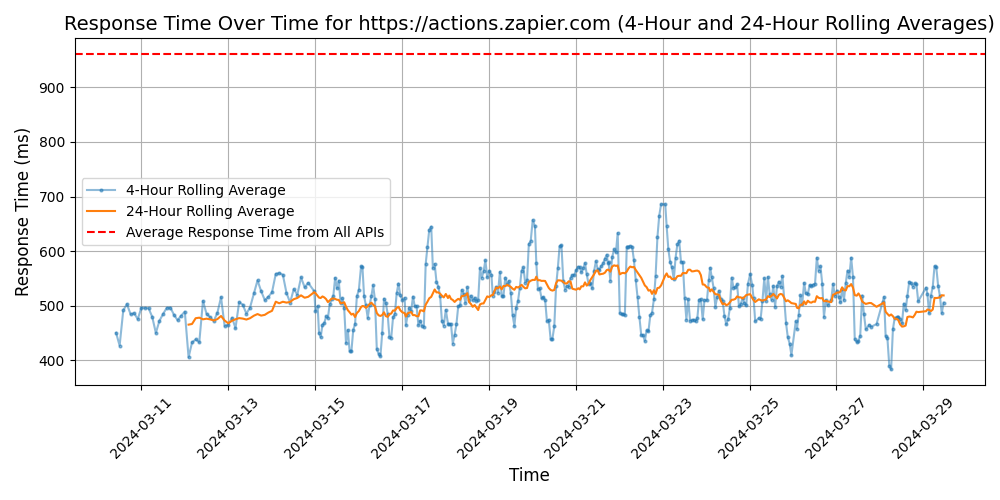 Response Time Over Time for https://actions.zapier.com (4-Hour and 24-Hour Rolling Averages)
Response Time (ms)
900
800
700
600
500
400
4-Hour Rolling Average
24-Hour Rolling Average
Average Response Time from All APIs
2024-03-11
2024-03-13
2024-03-15
2024-03-17
2024-03-19
2024-03-21
2024-03-23
2024-03-25
2024-03-27
2024-03-29
Time